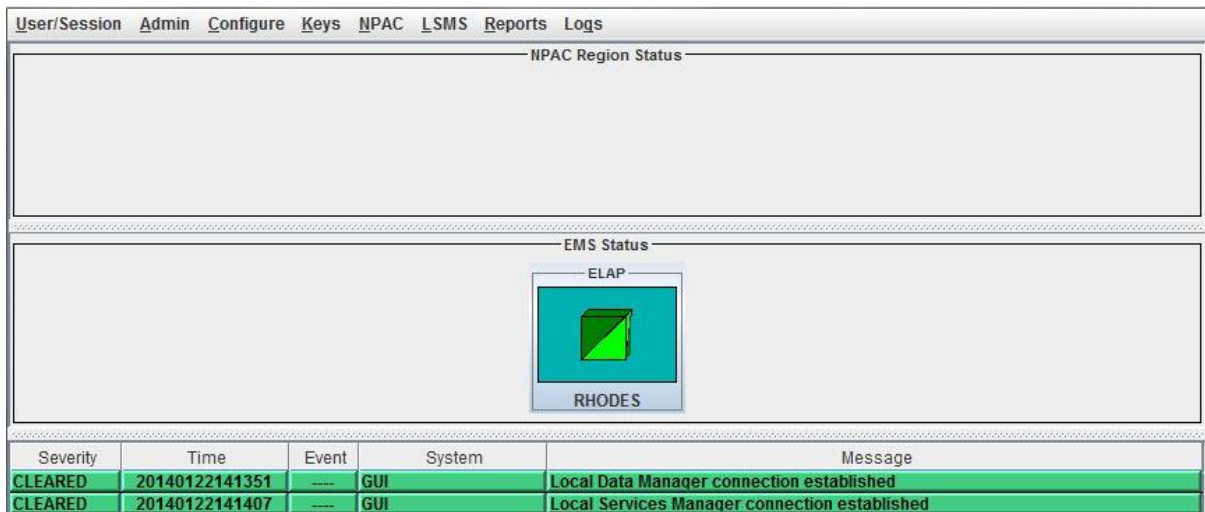 User/Session Admin Configure Keys NPAC LSMS Reports Logs
NPAC Region Status
EMS Status
ELAP
RHODES
Severity Time Event System Message
CLEARED 20140122141351 ---- GUI Local Data Manager connection established
CLEARED 20140122141407 ---- GUI Local Services Manager connection established